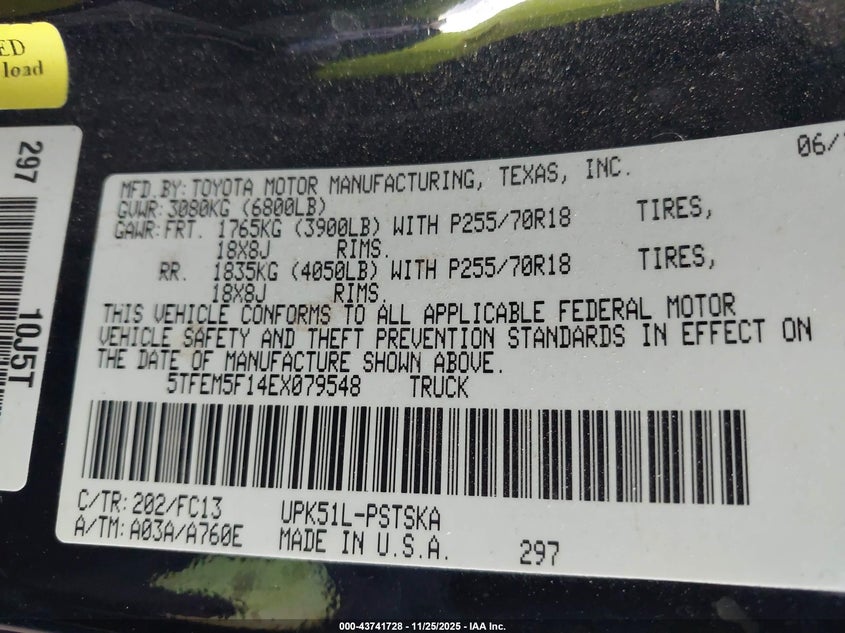 ED
load
297
10J5T
06/
MFD.BY: TOYOTA MOTOR MANUFACTURING, TEXAS, INC.
GVWR: 3080KG (6800LB)
GAWR: FRT. 1765KG (3900LB) WITH P255/70R18 TIRES,
18X8J RIMS.
RR. 1835KG (4050LB) WITH P255/70R18 TIRES,
18X8J RIMS.
THIS VEHICLE CONFORMS TO ALL APPLICABLE FEDERAL MOTOR
VEHICLE SAFETY AND THEFT PREVENTION STANDARDS IN EFFECT ON
THE DATE OF MANUFACTURE SHOWN ABOVE.
5TFEM5F14EX079548 TRUCK
C/TR: 202/FC13 UPK51L-PSTSKA
A/TM: A03A/A760E MADE IN U.S.A. 297
000-43741728 - 11/25/2025 - IAA Inc.